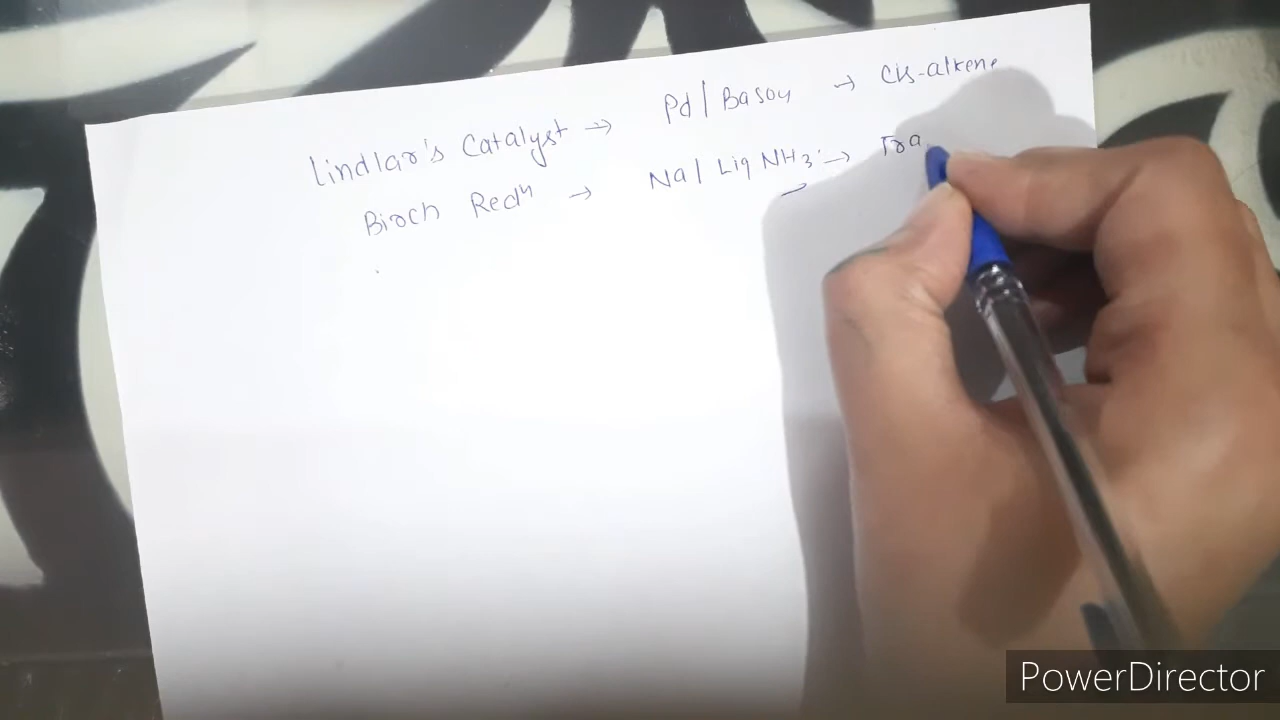 Lindlar's Catalyst → Pd / BaSO4 → Cis-alkene
Birch Redⁿ → Na / Liq NH3 → Tra
PowerDirector